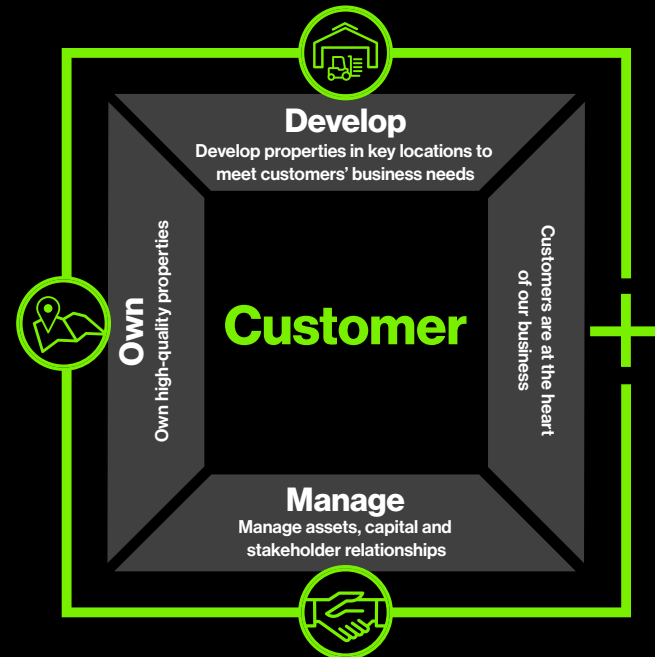 Develop
Develop properties in key locations to
meet customers’ business needs
Own
Own high-quality properties
Customer
Customers are at the heart
of our business
Manage
Manage assets, capital and
stakeholder relationships